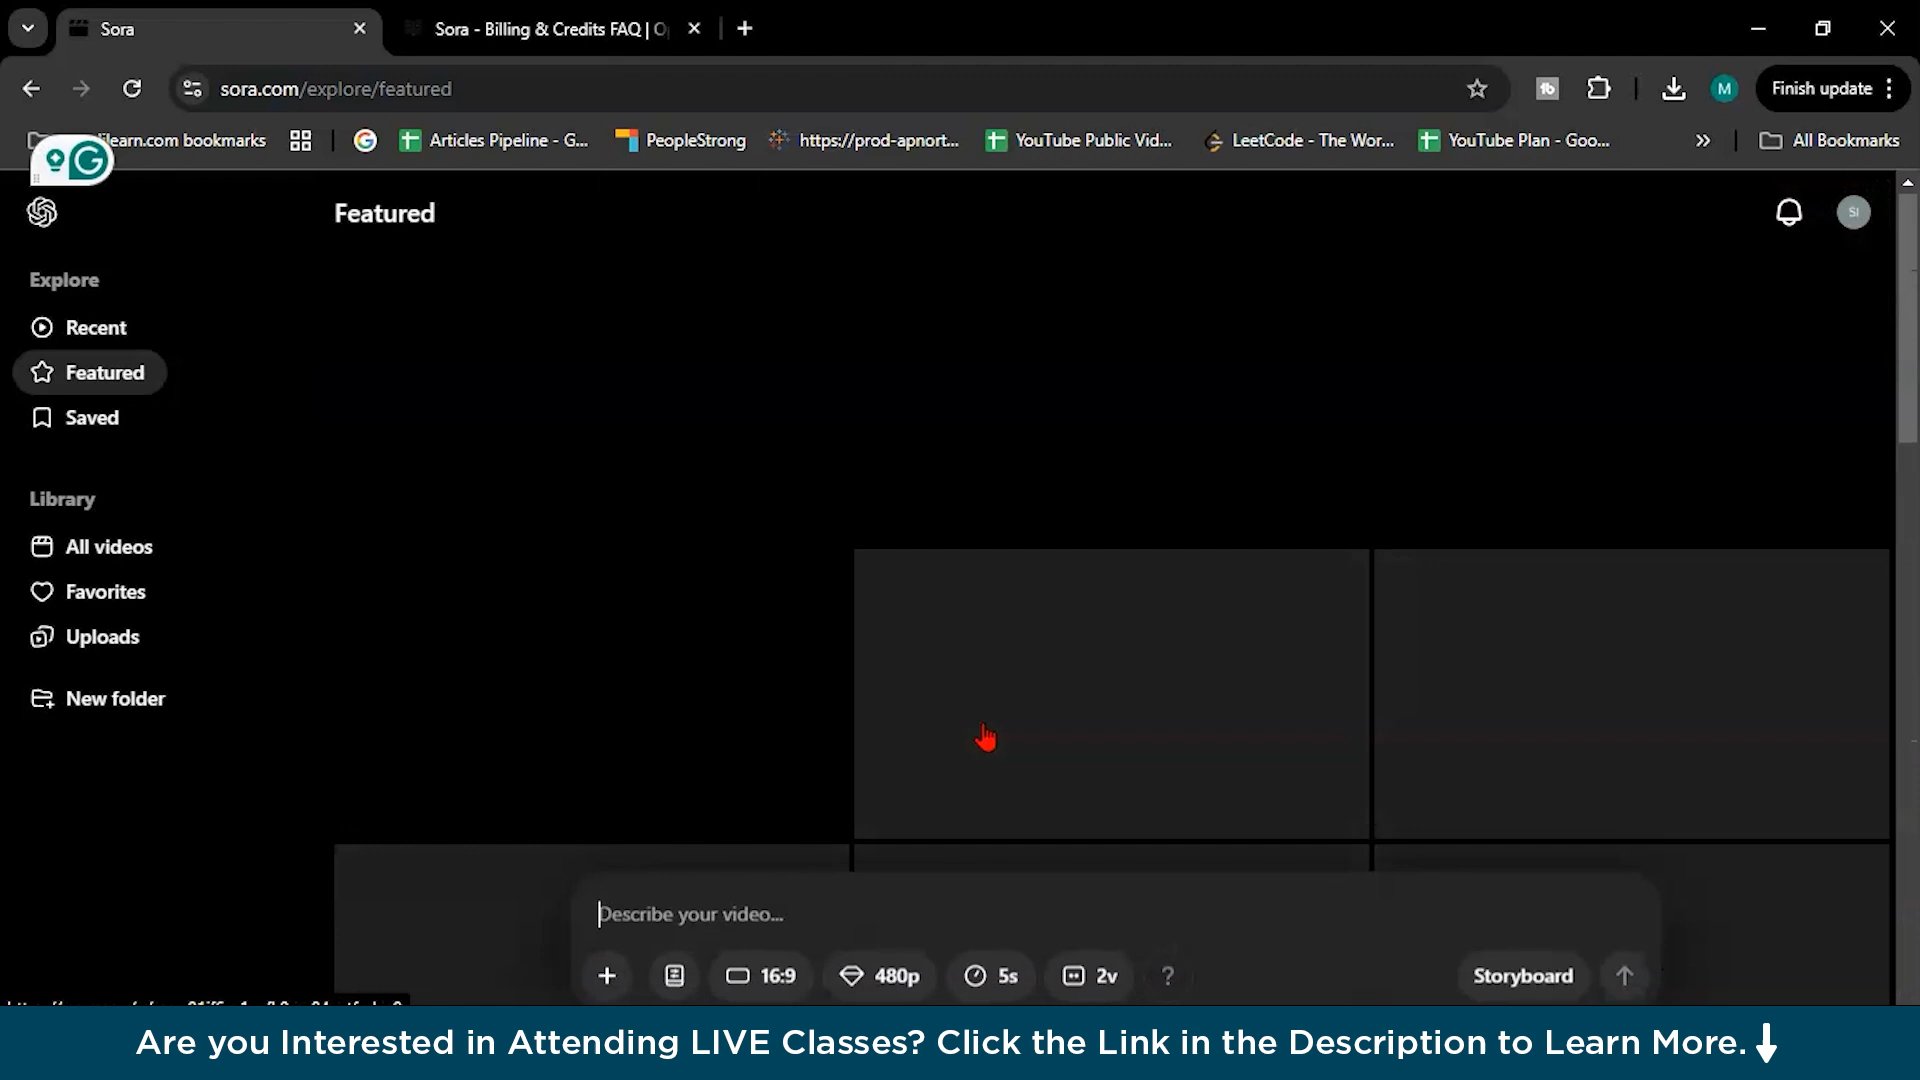 Sora
Sora - Billing & Credits FAQ | O
sora.com/explore/featured
Finish update
M
ilearn.com bookmarks
Articles Pipeline - G...
PeopleStrong
https://prod-apnort...
YouTube Public Vid...
LeetCode - The Wor...
YouTube Plan - Goo...
All Bookmarks
Featured
SI
Explore
Recent
Featured
Saved
Library
All videos
Favorites
Uploads
New folder
Describe your video...
16:9
480p
5s
2v
?
Storyboard
Are you Interested in Attending LIVE Classes? Click the Link in the Description to Learn More.